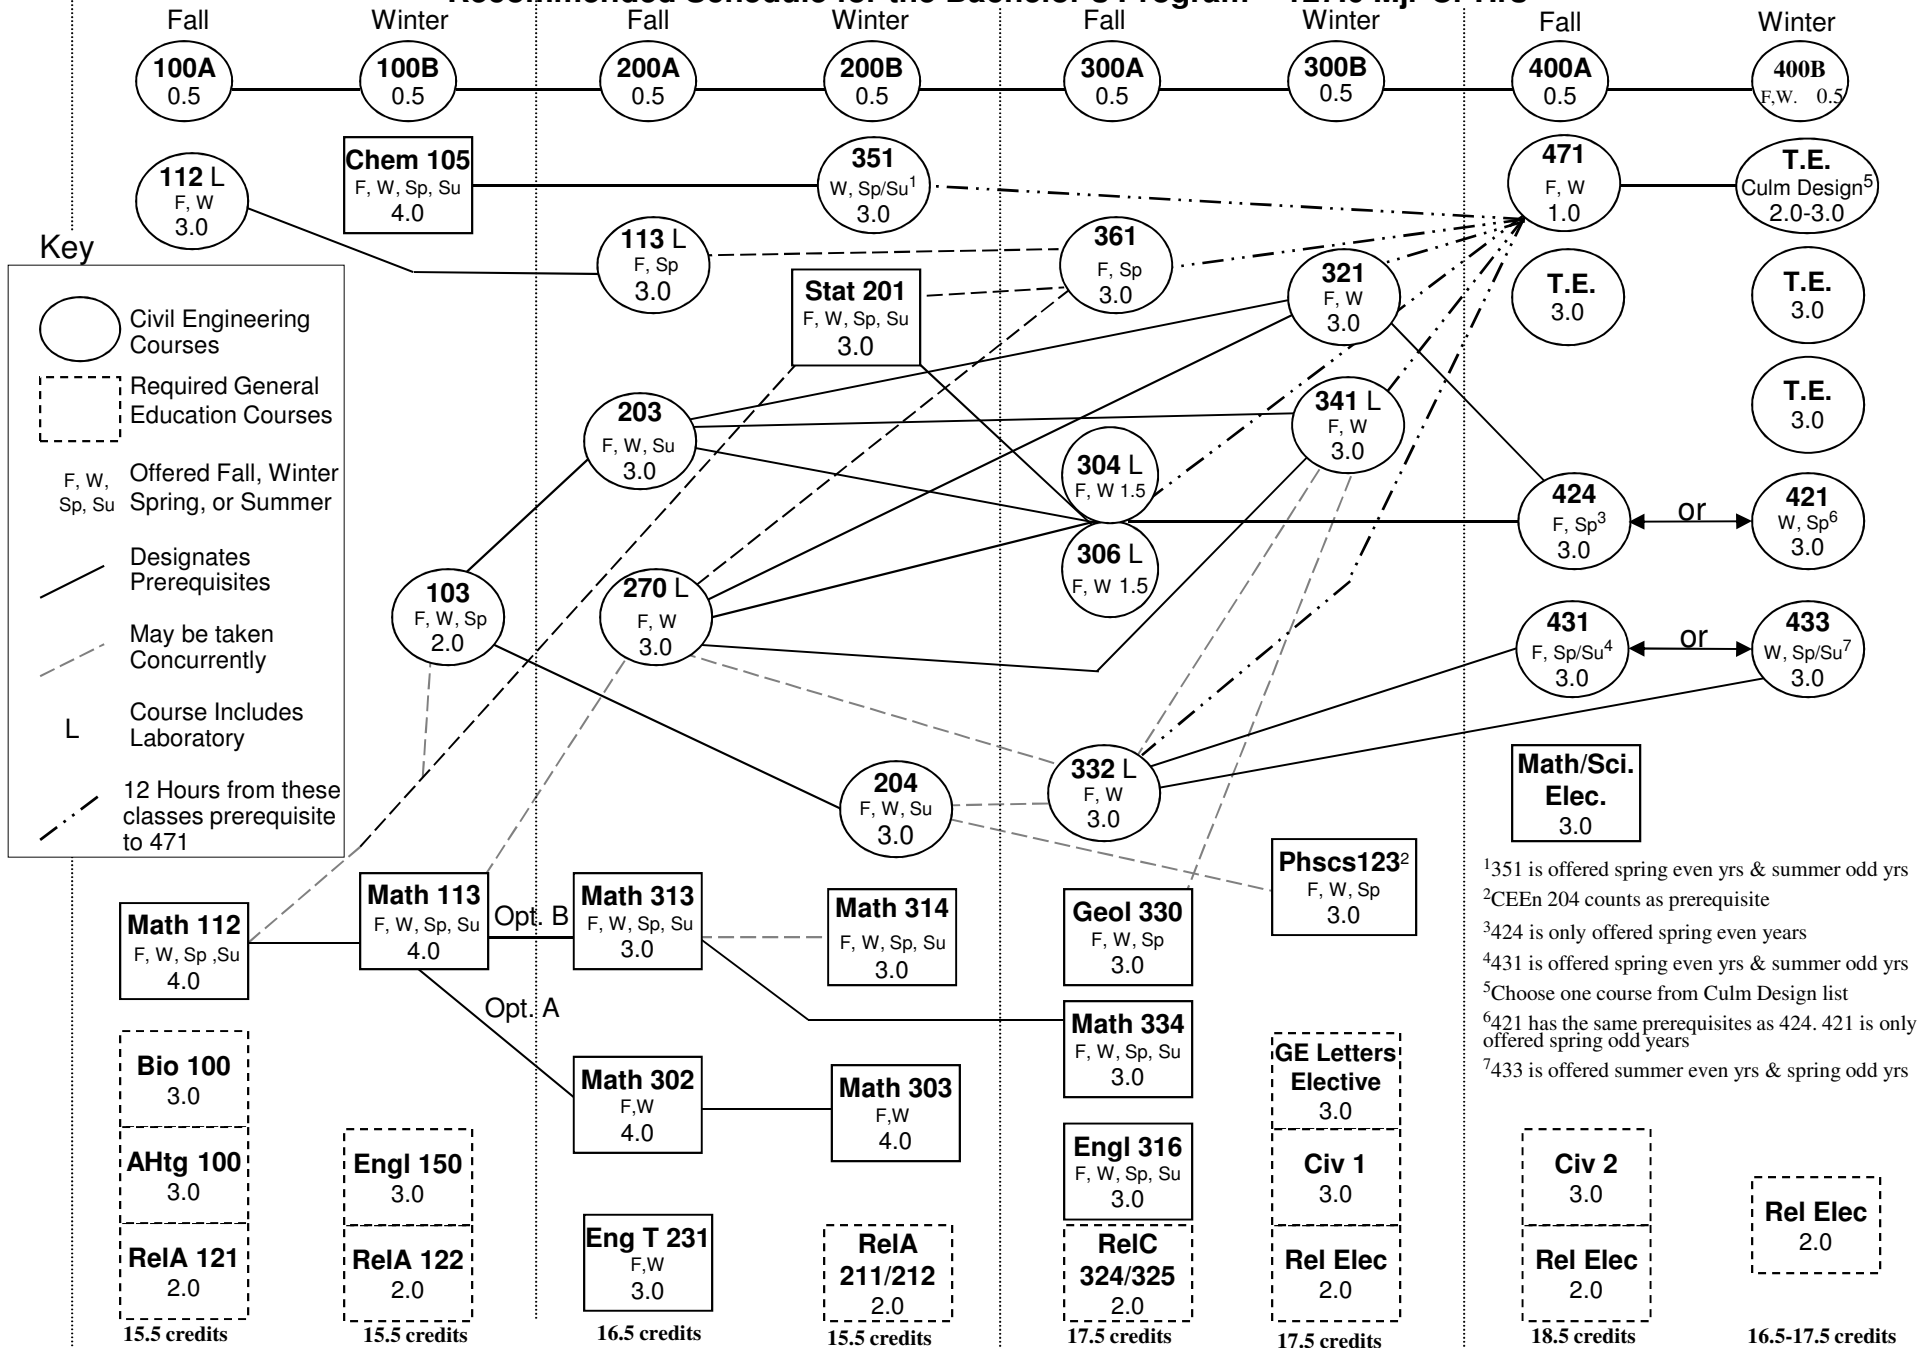 Recommended Schedule for the Bachelor's Program
Fall
Winter
Fall
Winter
Fall
Winter
Fall
Winter
100A
0.5
100B
0.5
200A
0.5
200B
0.5
300A
0.5
300B
0.5
400A
0.5
400B
F,W. 0.5
112 L
F, W
3.0
Chem 105
F, W, Sp, Su
4.0
351
W, Sp/Su1
3.0
471
F, W
1.0
T.E.
Culm Design5
2.0-3.0
113 L
F, Sp
3.0
361
F, Sp
3.0
Stat 201
F, W, Sp, Su
3.0
321
F, W
3.0
T.E.
3.0
T.E.
3.0
T.E.
3.0
Key
Civil Engineering
Courses
Required General
Education Courses
F, W,
Sp, Su
Offered Fall, Winter
Spring, or Summer
Designates
Prerequisites
May be taken
Concurrently
L
Course Includes
Laboratory
12 Hours from these
classes prerequisite
to 471
203
F, W, Su
3.0
341 L
F, W
3.0
304 L
F, W 1.5
306 L
F, W 1.5
424
F, Sp3
3.0
or
421
W, Sp6
3.0
103
F, W, Sp
2.0
270 L
F, W
3.0
431
F, Sp/Su4
3.0
or
433
W, Sp/Su7
3.0
204
F, W, Su
3.0
332 L
F, W
3.0
Math/Sci.
Elec.
3.0
Phscs1232
F, W, Sp
3.0
Math 112
F, W, Sp ,Su
4.0
Math 113
F, W, Sp, Su
4.0
Opt. B
Opt. A
Math 313
F, W, Sp, Su
3.0
Math 314
F, W, Sp, Su
3.0
Geol 330
F, W, Sp
3.0
Math 334
F, W, Sp, Su
3.0
Math 302
F,W
4.0
Math 303
F,W
4.0
1351 is offered spring even yrs & summer odd yrs
2CEEn 204 counts as prerequisite
3424 is only offered spring even years
4431 is offered spring even yrs & summer odd yrs
5Choose one course from Culm Design list
6421 has the same prerequisites as 424. 421 is only
offered spring odd years
7433 is offered summer even yrs & spring odd yrs
Bio 100
3.0
AHtg 100
3.0
RelA 121
2.0
Engl 150
3.0
RelA 122
2.0
Eng T 231
F,W
3.0
RelA
211/212
2.0
Engl 316
F, W, Sp, Su
3.0
RelC
324/325
2.0
GE Letters
Elective
3.0
Civ 1
3.0
Rel Elec
2.0
Civ 2
3.0
Rel Elec
2.0
Rel Elec
2.0
15.5 credits
15.5 credits
16.5 credits
15.5 credits
17.5 credits
17.5 credits
18.5 credits
16.5-17.5 credits